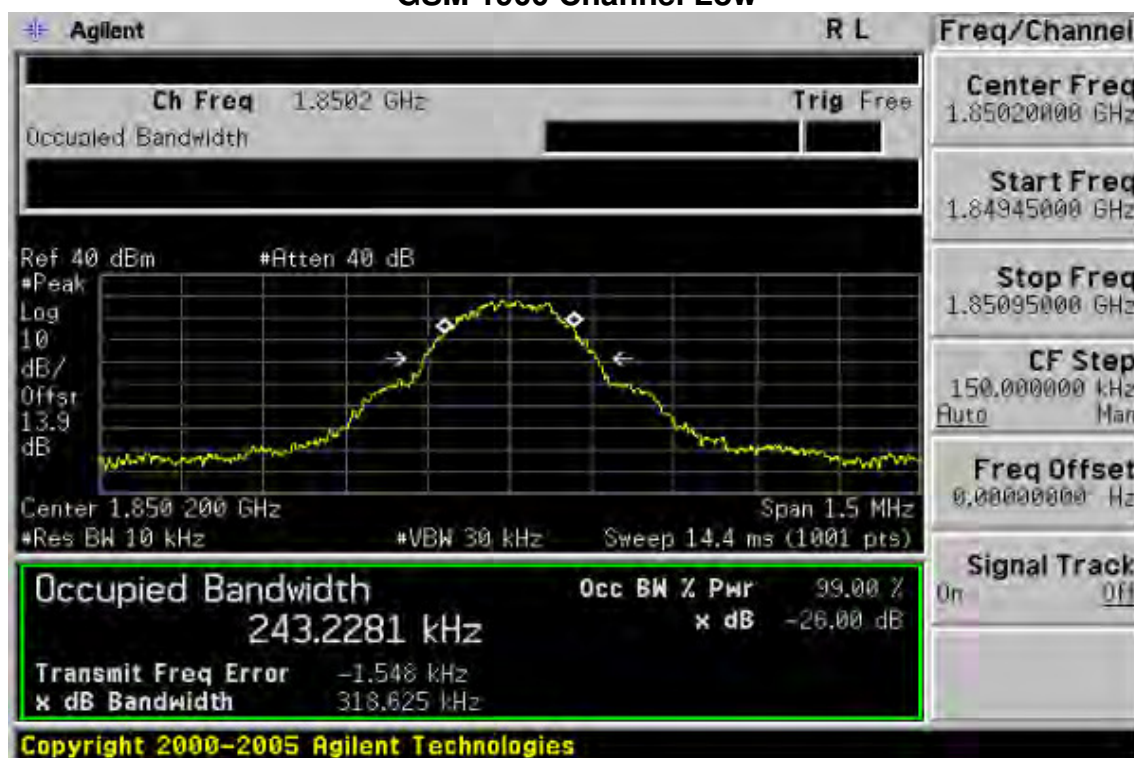 GSM 1900 Channel Low
Agilent R L Freq/Channel
Ch Freq 1.8502 GHz Trig Free
Occupied Bandwidth
Center Freq
1.85020000 GHz
Start Freq
1.84945000 GHz
Stop Freq
1.85095000 GHz
CF Step
150.000000 kHz
Auto Man
Freq Offset
0.00000000 Hz
Signal Track
On Off
Ref 40 dBm #Atten 40 dB
#Peak
Log
10
dB/
Offst
13.9
dB
Center 1.850 200 GHz Span 1.5 MHz
#Res BW 10 kHz #VBW 30 kHz Sweep 14.4 ms (1001 pts)
Occupied Bandwidth Occ BW % Pwr 99.00 %
243.2281 kHz x dB -26.00 dB
Transmit Freq Error -1.548 kHz
x dB Bandwidth 318.625 kHz
Copyright 2000-2005 Agilent Technologies